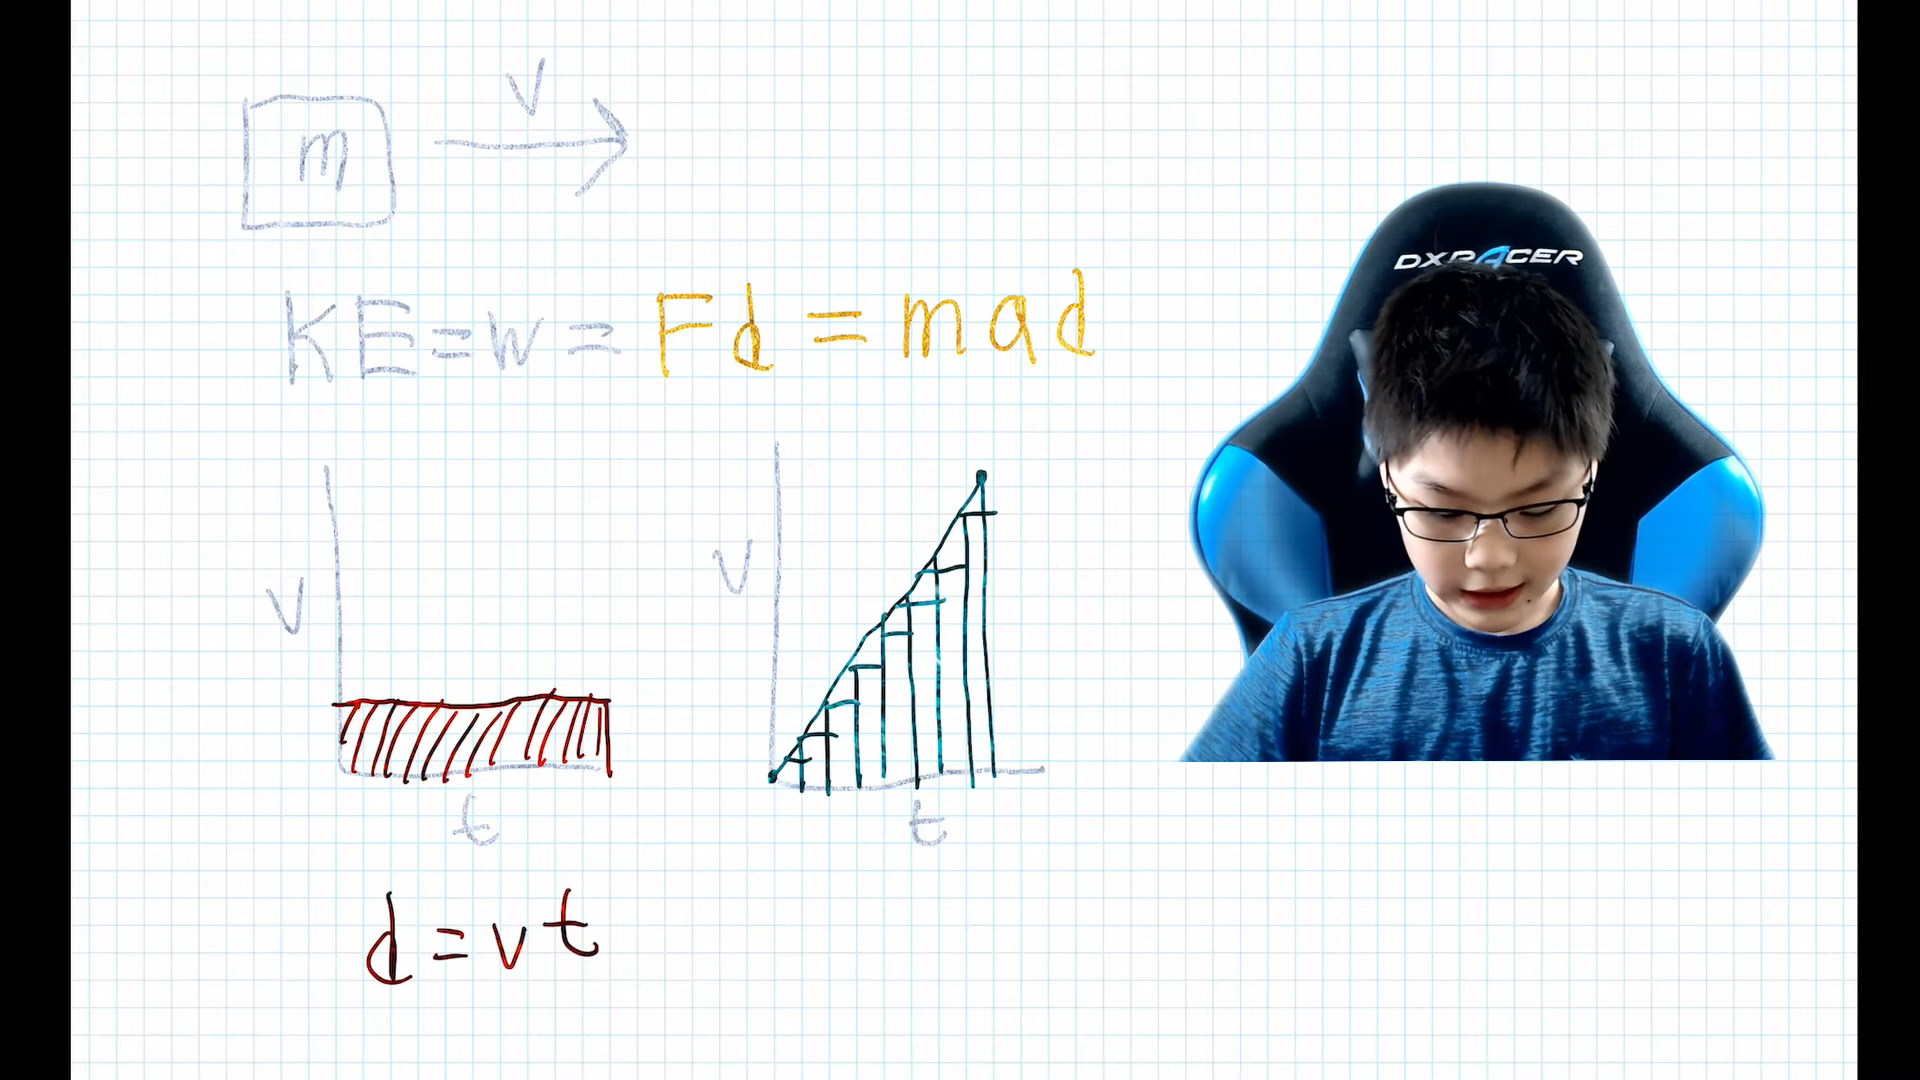 m
V
KE=W=Fd=mad
V
t
V
t
d=vt
DXRACER